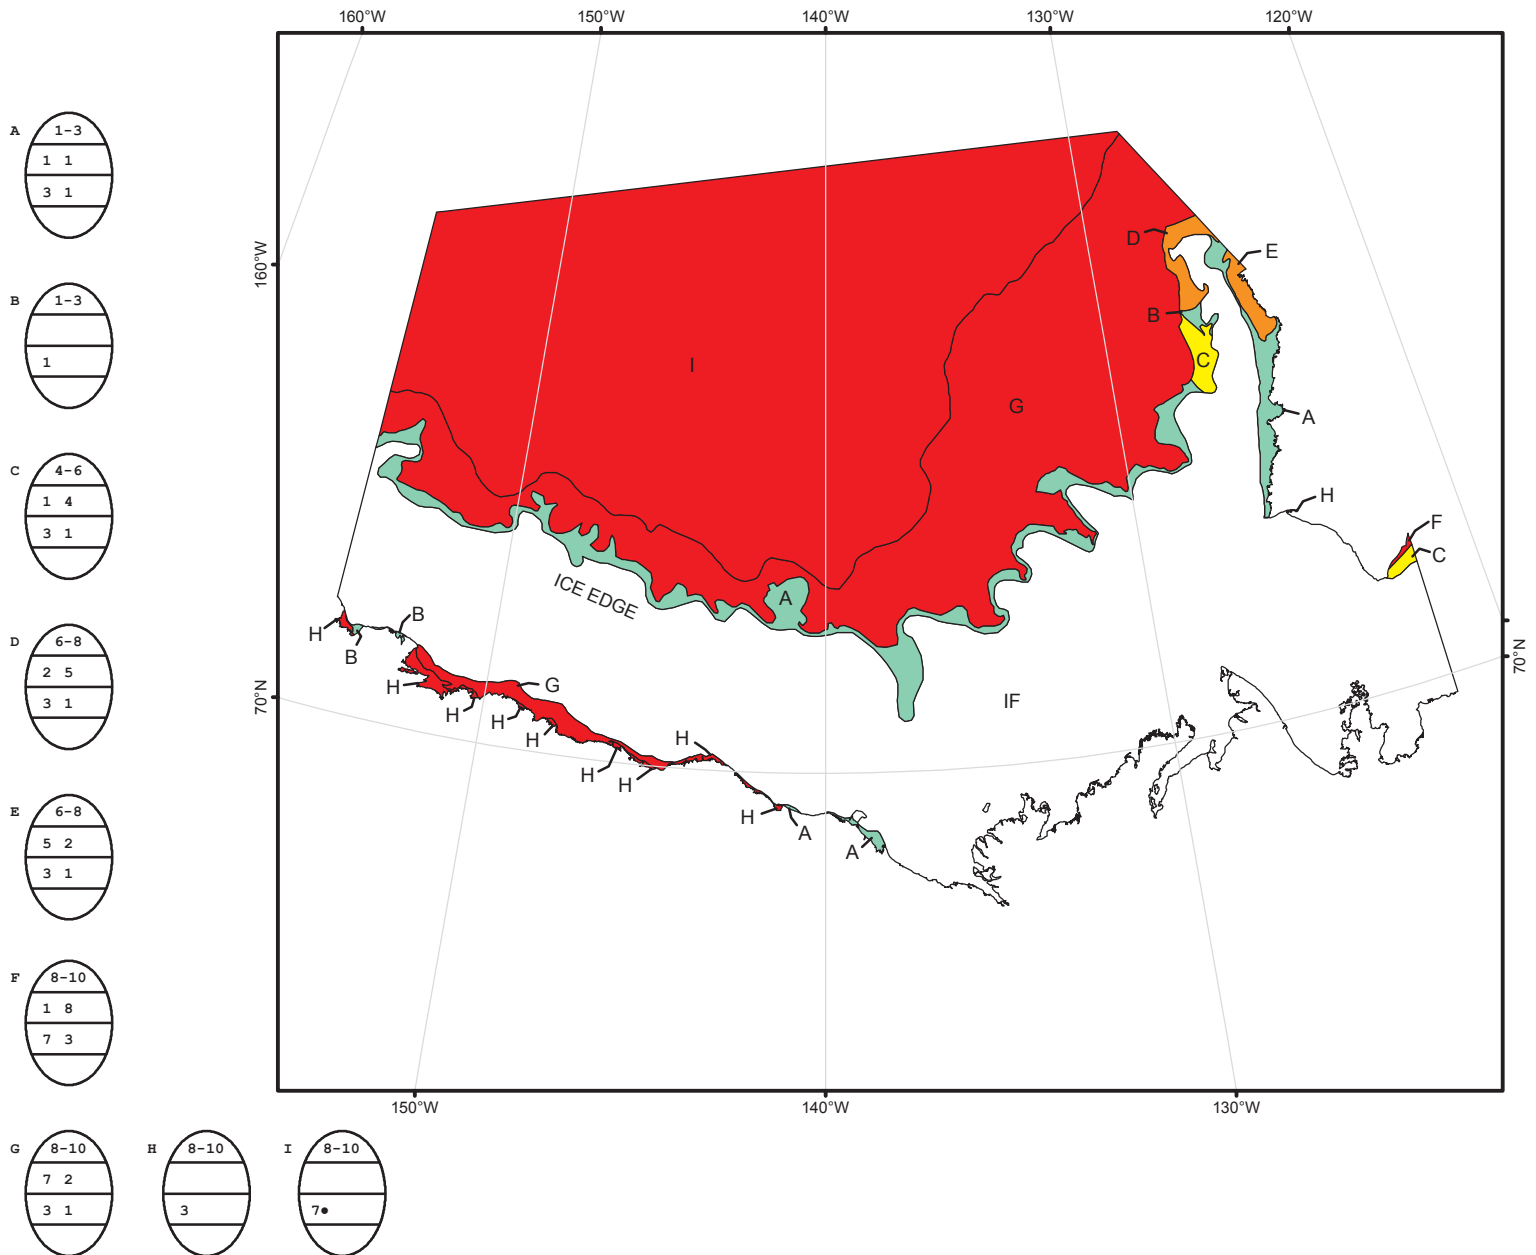 160°W 150°W 140°W 130°W 120°W
A 1-3
1 1
3 1
B 1-3
1
C 4-6
1 4
3 1
D 6-8
2 5
3 1
E 6-8
5 2
3 1
F 8-10
1 8
7 3
G 8-10
7 2
3 1
H 8-10
3
I 8-10
7●
160°W
70°N
70°N
D
E
B
C
I
G
A
H
F
C
A
ICE EDGE
H
B
B
IF
H
G
H
H
H
H
H
H
H
A
A
150°W 140°W 130°W